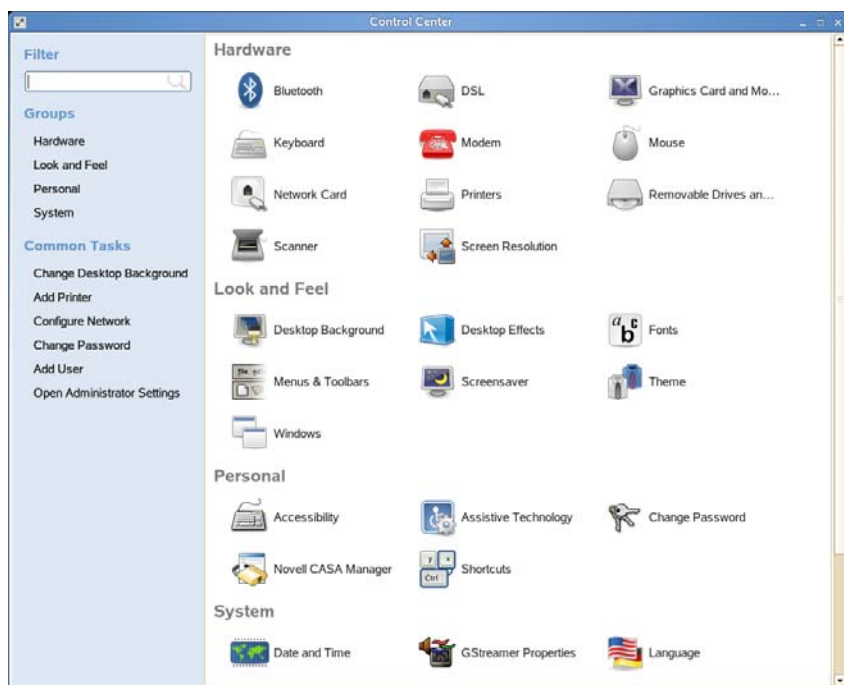 Control Center
Filter
Groups
Hardware
Look and Feel
Personal
System
Common Tasks
Change Desktop Background
Add Printer
Configure Network
Change Password
Add User
Open Administrator Settings
Hardware
Bluetooth
DSL
Graphics Card and Mo...
Keyboard
Modem
Mouse
Network Card
Printers
Removable Drives an...
Scanner
Screen Resolution
Look and Feel
Desktop Background
Desktop Effects
a b c
Fonts
File
Menus & Toolbars
Screensaver
Theme
Windows
Personal
Accessibility
Assistive Technology
Change Password
Novell CASA Manager
y x
Ctrl
Shortcuts
System
Date and Time
GStreamer Properties
Language